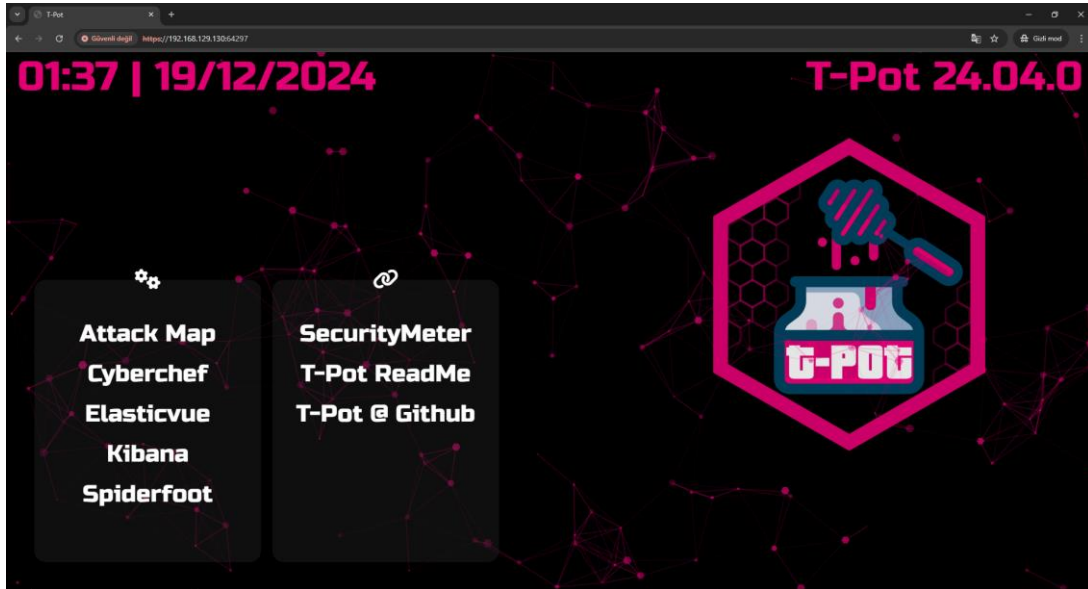 T-Pot
Güvenli değil https://192.168.129.130:64297
Gizli mod
01:37 | 19/12/2024
T-Pot 24.04.0
Attack Map
Cyberchef
Elasticvue
Kibana
Spiderfoot
SecurityMeter
T-Pot ReadMe
T-Pot @ Github
t-pot